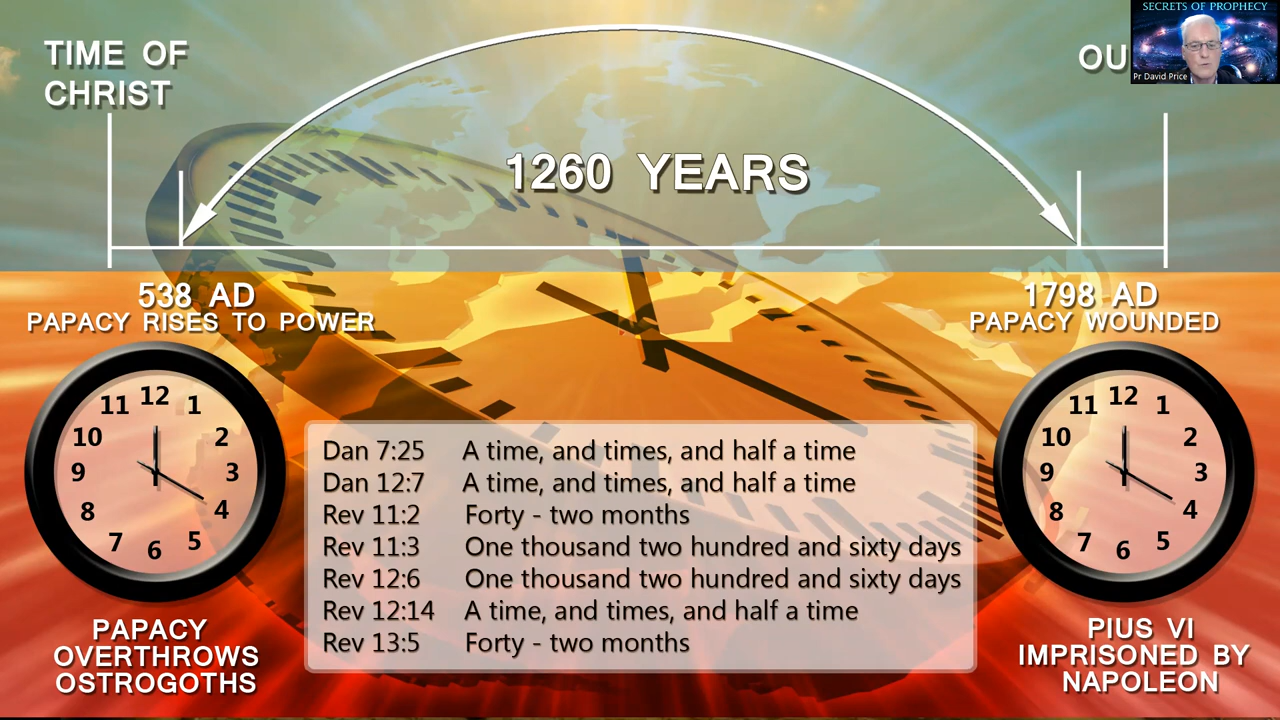 SECRETS OF PROPHECY
Pr David Price
TIME OF
CHRIST
OU
1260 YEARS
538 AD
PAPACY RISES TO POWER
1798 AD
PAPACY WOUNDED
12
11 1
10 2
9 3
8 4
7 5
6
12
11 1
10 2
9 3
8 4
7 5
6
Dan 7:25 A time, and times, and half a time
Dan 12:7 A time, and times, and half a time
Rev 11:2 Forty - two months
Rev 11:3 One thousand two hundred and sixty days
Rev 12:6 One thousand two hundred and sixty days
Rev 12:14 A time, and times, and half a time
Rev 13:5 Forty - two months
PAPACY
OVERTHROWS
OSTROGOTHS
PIUS VI
IMPRISONED BY
NAPOLEON